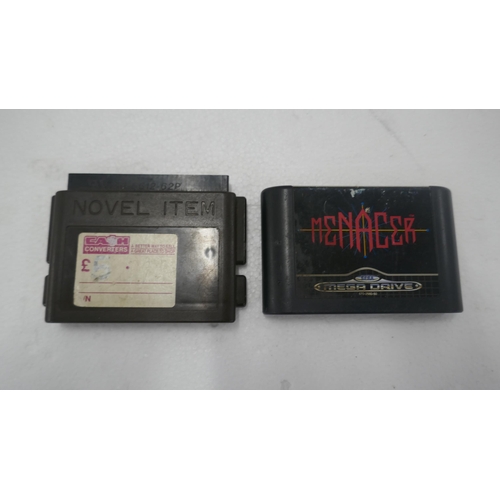 NOVEL ITEM
CASH
CONVERTERS
£
N
MENACER
SEGA
MEGA DRIVE